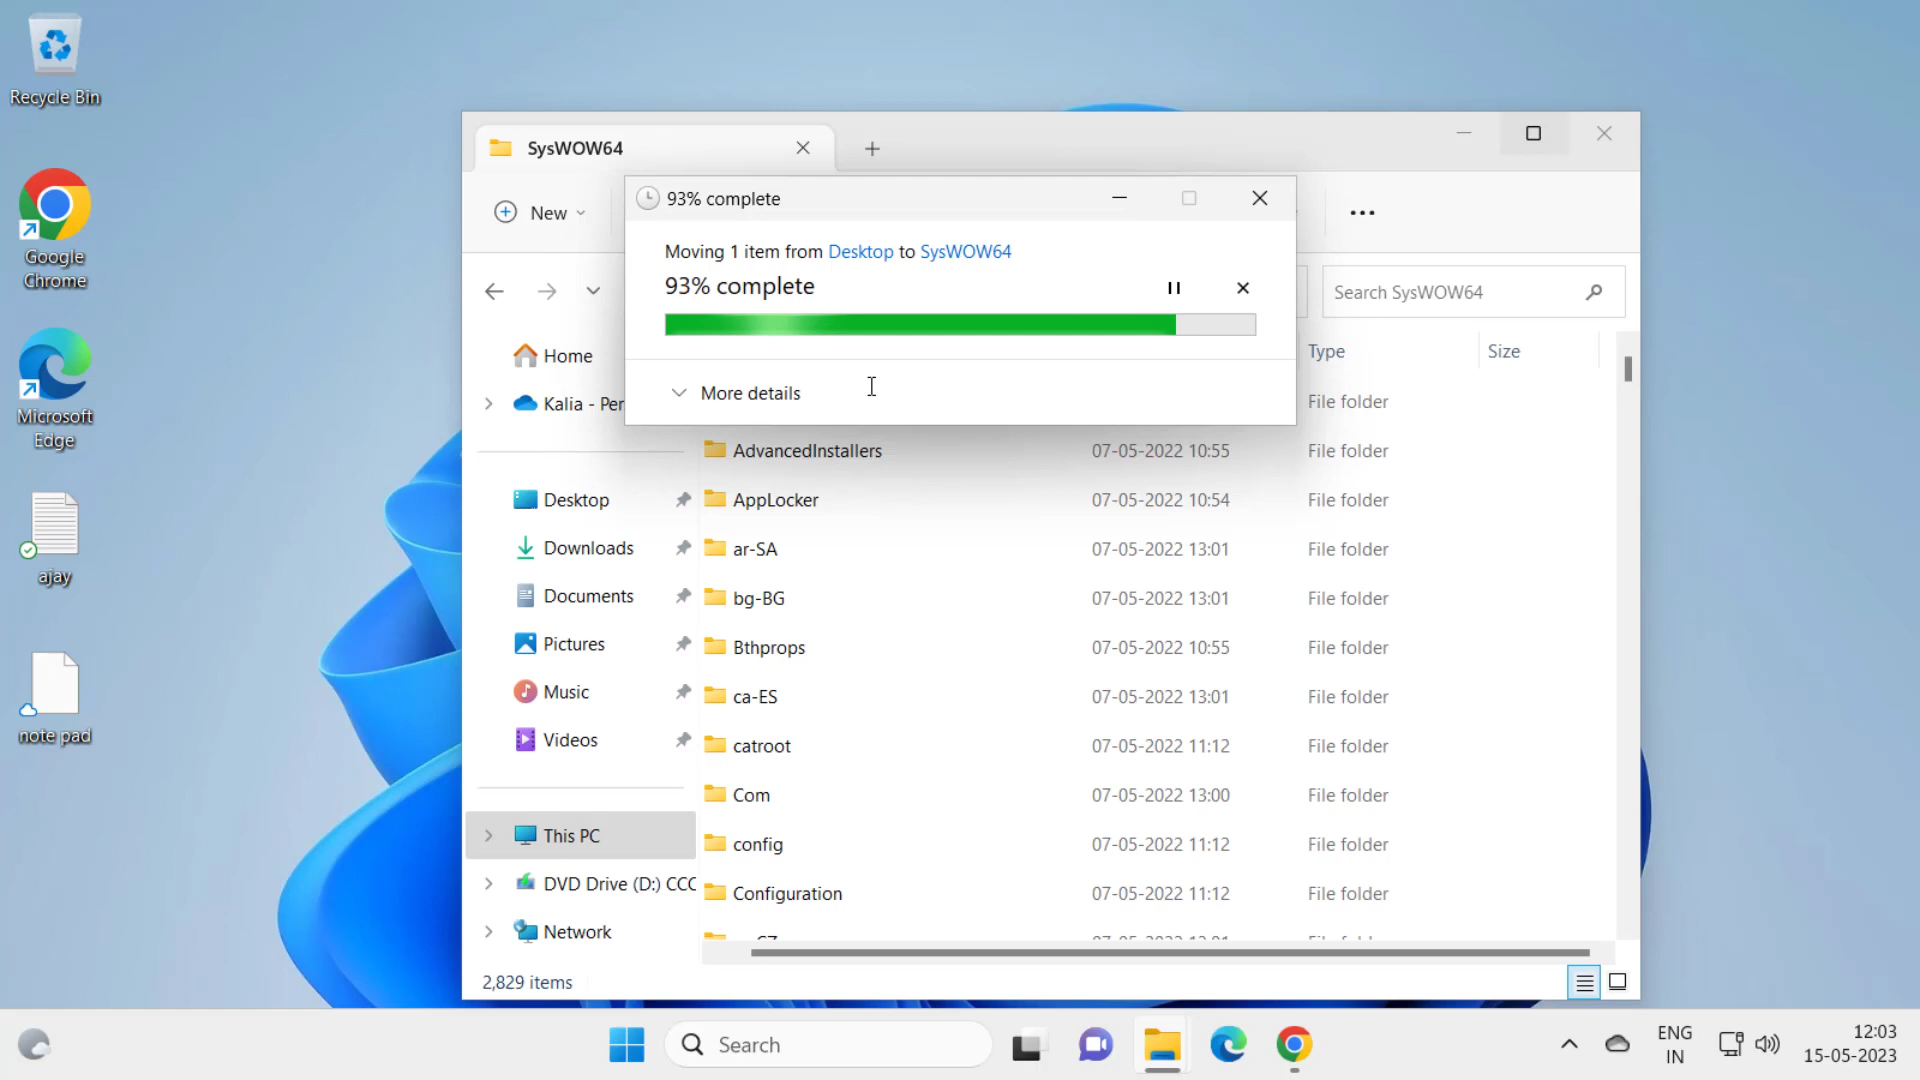 Recycle Bin
Google
Chrome
Microsoft
Edge
ajay
note pad
SysWOW64
New
93% complete
Moving 1 item from Desktop to SysWOW64
93% complete
More details
Search SysWOW64
Type
Size
Home
Kalia - Per
Desktop
Downloads
Documents
Pictures
Music
Videos
This PC
DVD Drive (D:) CCC
Network
File folder
AdvancedInstallers 07-05-2022 10:55 File folder
AppLocker 07-05-2022 10:54 File folder
ar-SA 07-05-2022 13:01 File folder
bg-BG 07-05-2022 13:01 File folder
Bthprops 07-05-2022 10:55 File folder
ca-ES 07-05-2022 13:01 File folder
catroot 07-05-2022 11:12 File folder
Com 07-05-2022 13:00 File folder
config 07-05-2022 11:12 File folder
Configuration 07-05-2022 11:12 File folder
2,829 items
Search
ENG
IN
12:03
15-05-2023